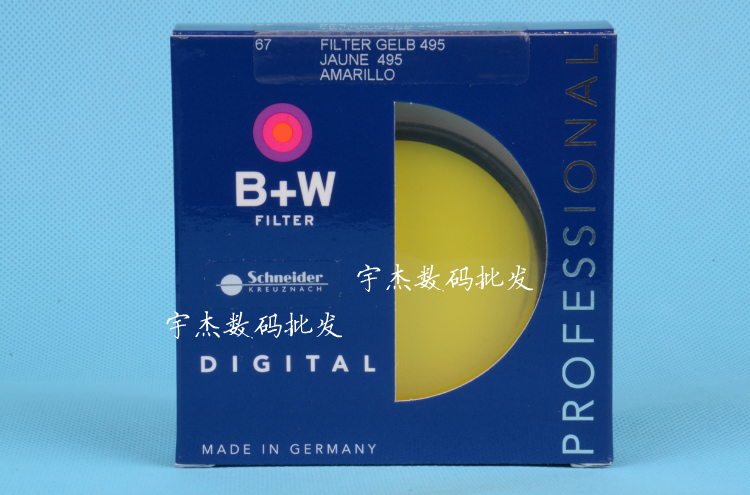 67 FILTER GELB 495
JAUNE 495
AMARILLO
B+W
FILTER
Schneider
KREUZNACH
宇杰数码批发
宇杰数码批发
DIGITAL
MADE IN GERMANY
PROFESSIONAL